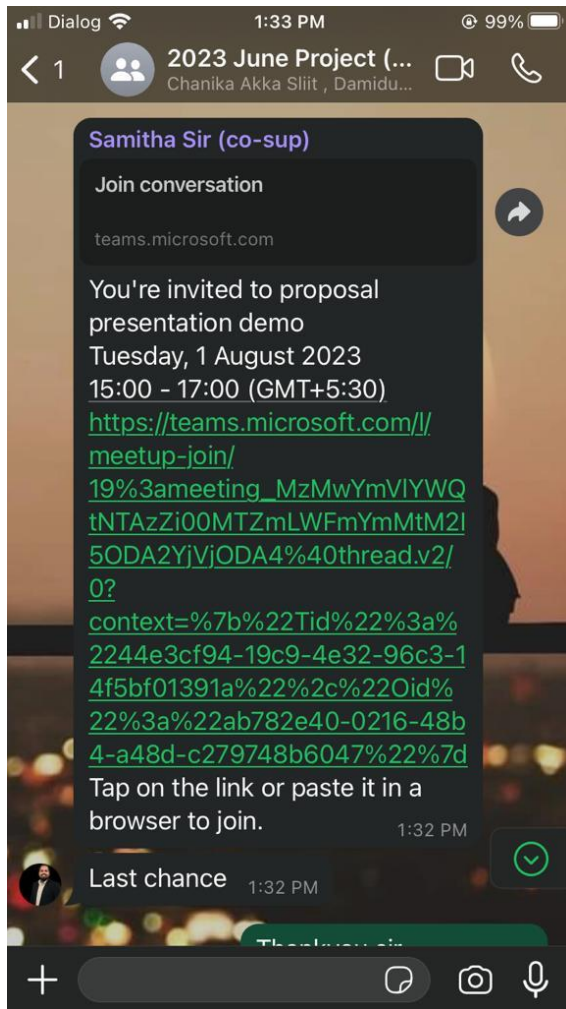 Dialog 1:33 PM 99%
1 2023 June Project (...
Chanika Akka Sliit , Damidu...
Samitha Sir (co-sup)
Join conversation
teams.microsoft.com
You're invited to proposal
presentation demo
Tuesday, 1 August 2023
15:00 - 17:00 (GMT+5:30)
https://teams.microsoft.com/l/
meetup-join/
19%3ameeting_MzMwYmVlYWQ
tNTAzZi00MTZmLWFmYmMtM2I
5ODA2YjVjODA4%40thread.v2/
0?
context=%7b%22Tid%22%3a%
2244e3cf94-19c9-4e32-96c3-1
4f5bf01391a%22%2c%22Oid%
22%3a%22ab782e40-0216-48b
4-a48d-c279748b6047%22%7d
Tap on the link or paste it in a
browser to join. 1:32 PM
Last chance 1:32 PM
Thankyou sir